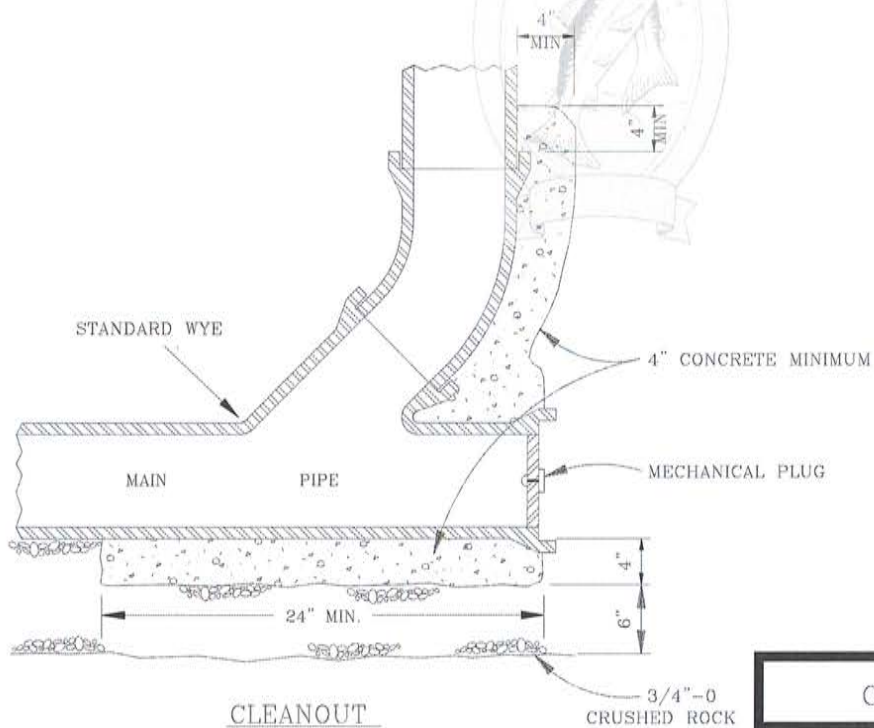 4"
MIN
4"
MIN
STANDARD WYE
4" CONCRETE MINIMUM
MAIN PIPE
MECHANICAL PLUG
4"
24" MIN.
6"
3/4"-0
CRUSHED ROCK
CLEANOUT